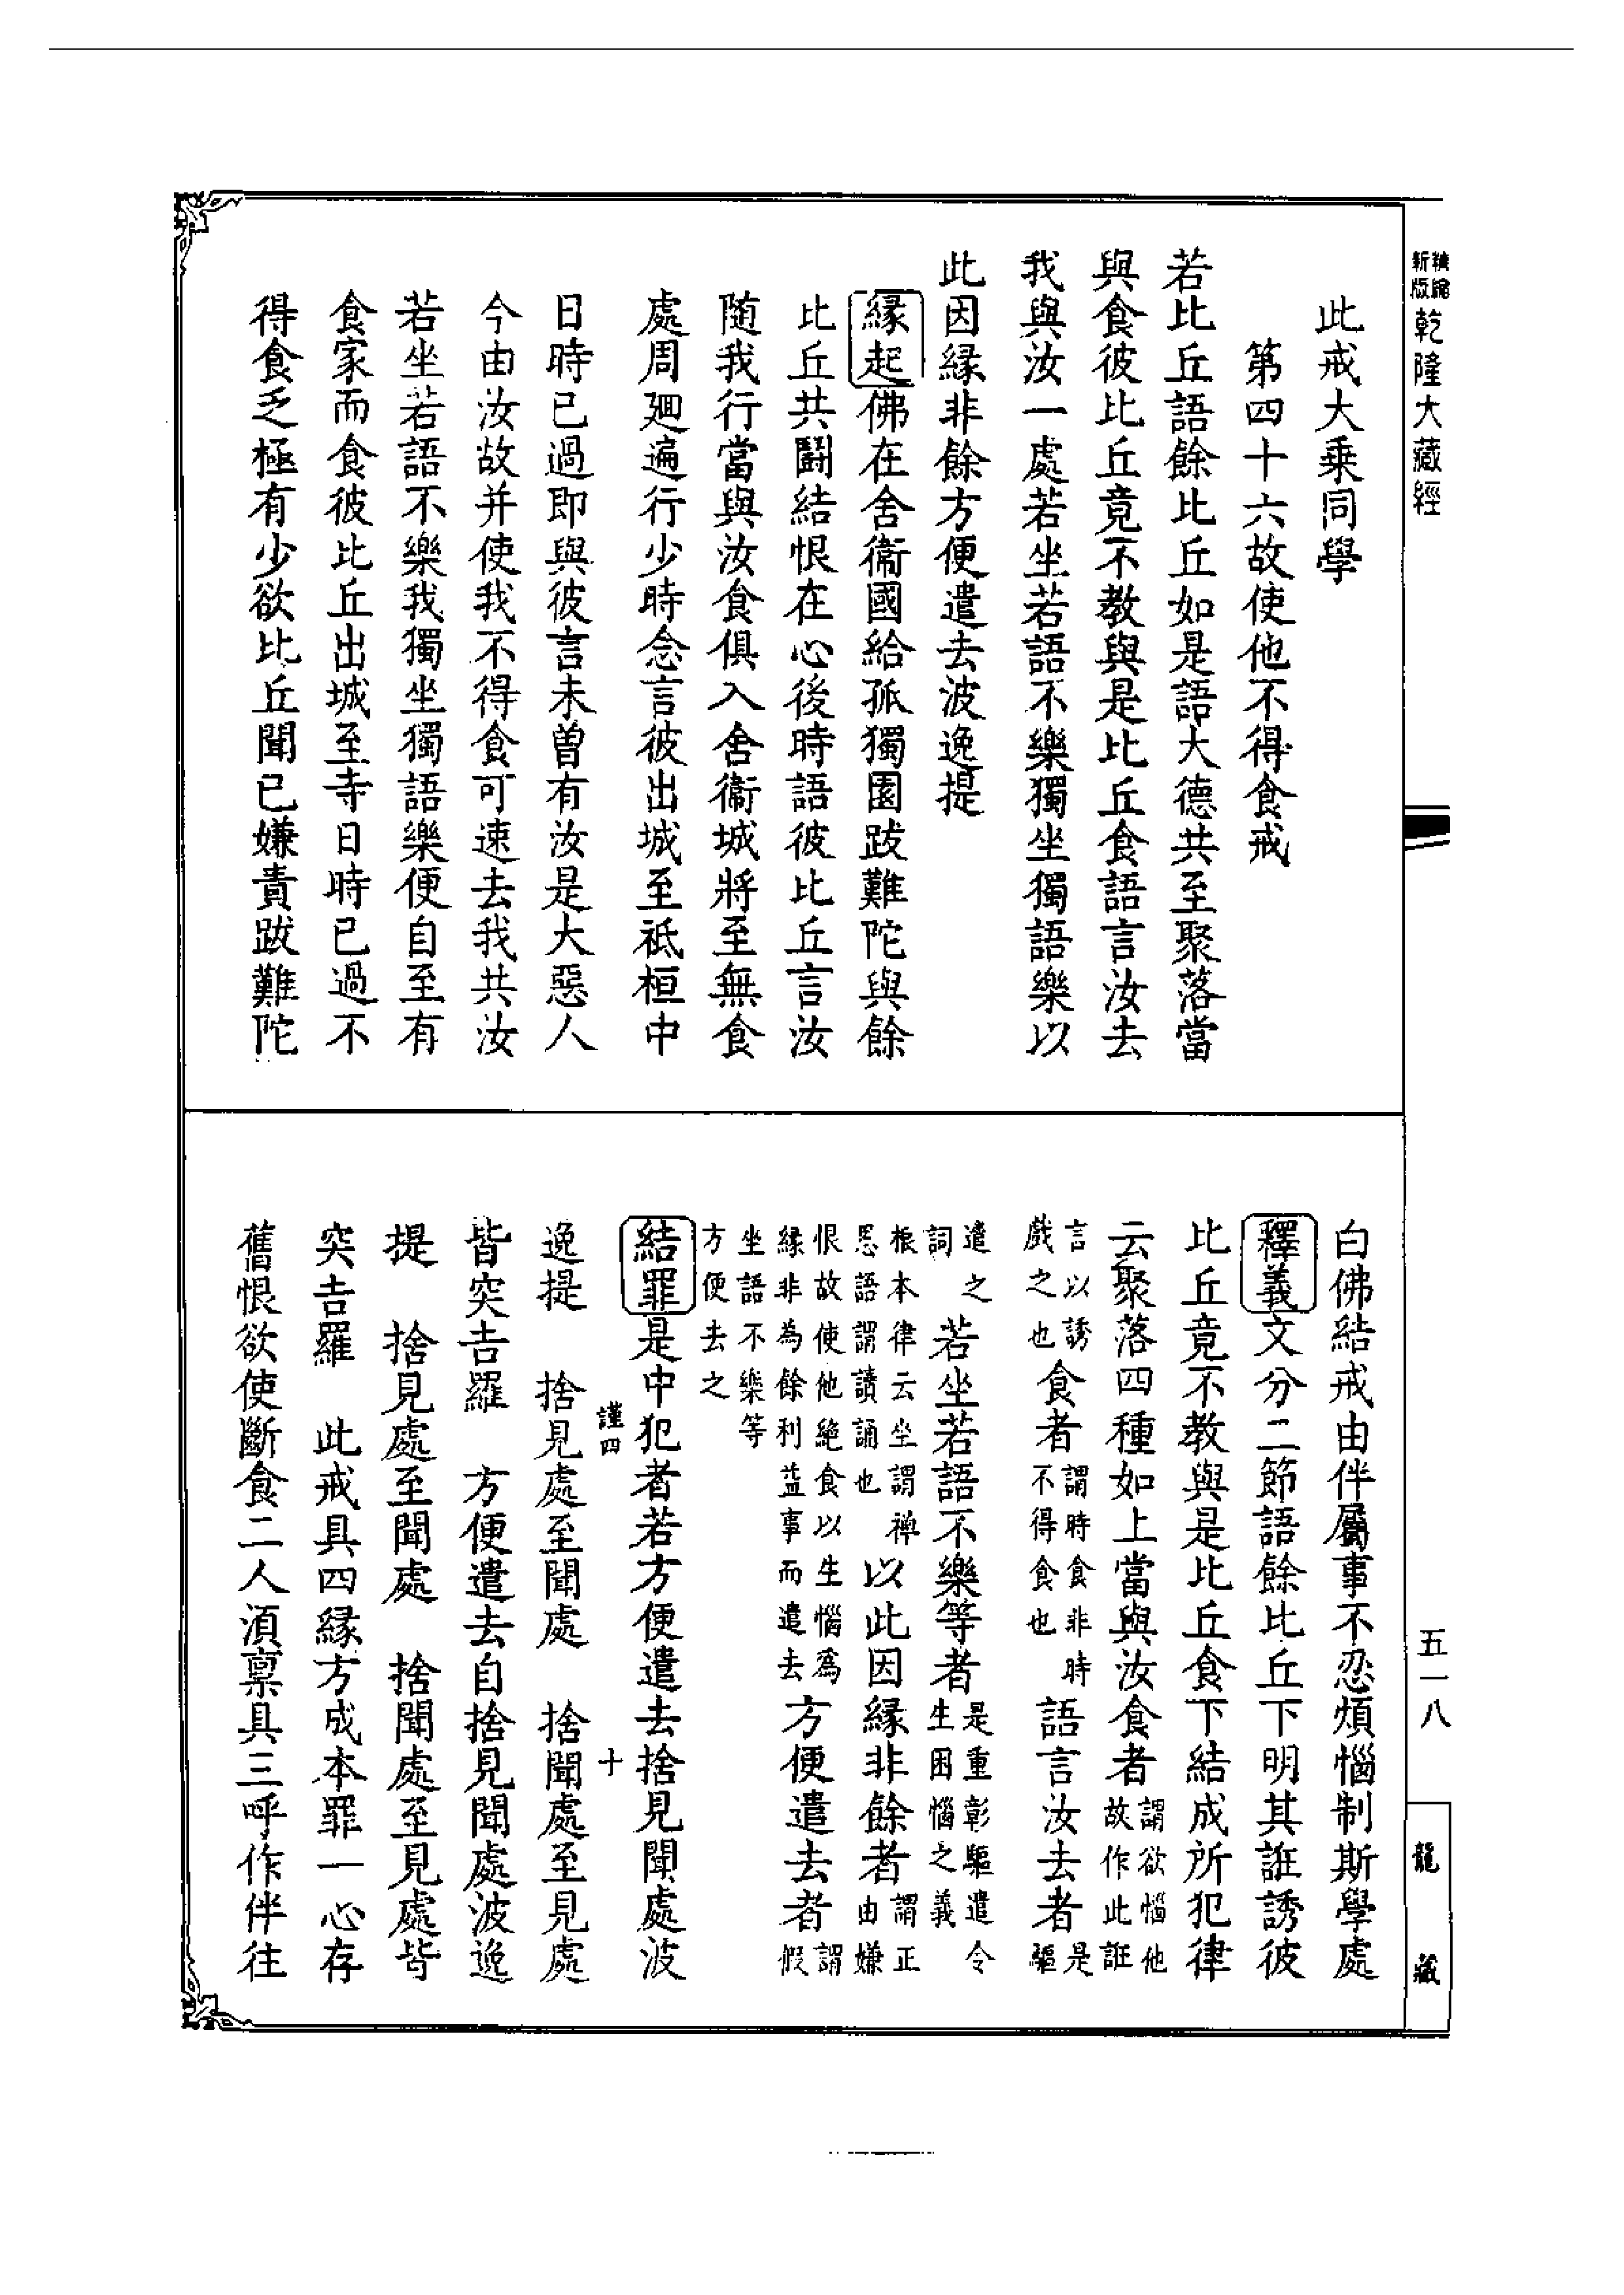 新版
精縮
乾隆大藏經
此戒大乗同學
第四十六故使他不得食戒
若比丘語餘比丘如是語大德共至聚落當
與食彼比丘竟不教與是比丘食語言汝去
我與汝一處若坐若語不樂獨坐獨語樂以
此因縁非餘方便遣去波逸提
縁起佛在舍衞國給孤獨園跋難陀與餘
比丘共鬪結恨在心後時語彼比丘言汝
随我行當與汝食俱入舍衞城將至無食
處周廻遍行少時念言彼出城至祇桓中
日時已過即與彼言未曽有汝是大惡人
今由汝故并使我不得食可速去我共汝
若坐若語不樂我獨坐獨語樂便自至有
食家而食彼比丘出城至寺日時已過不
得食乏極有少欲比丘聞已嫌責跋難陀
五一八
龍藏
白佛結戒由伴屬事不忍煩惱制斯學處
釋義文分二節語餘比丘下明其誑誘彼
比丘竟不教與是比丘食下結成所犯律
云聚落四種如上當與汝食者謂欲惱他故作此誑
言以誘戲之也食者謂時食非時不得食也語言汝去者是驅
遣之詞若坐若語不樂等者是重彰驅遣令生困惱之義
根本律云坐謂禅思語謂讀誦也以此因縁非餘者謂正由嫌
恨故使他絶食以生惱爲縁非為餘利益事而遣去方便遣去者謂假
坐語不樂等方便去之
結罪是中犯者若方便遣去捨見聞處波
謹四
十
逸提　捨見處至聞處　捨聞處至見處
皆突吉羅　方便遣去自捨見聞處波逸
提　捨見處至聞處　捨聞處至見處皆
突吉羅　此戒具四縁方成本罪一心存
舊恨欲使斷食二人湏稟具三呼作伴往